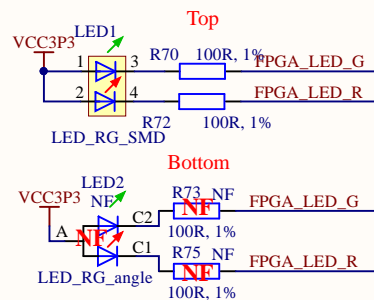 Top
VCC3P3
LED1
1
3
R70
100R, 1%
FPGA_LED_G
2
4
R72
100R, 1%
FPGA_LED_R
LED_RG_SMD
Bottom
VCC3P3
LED2
NF
C2
R73
NF
NF
FPGA_LED_G
A
NF
100R, 1%
C1
R75
NF
NF
FPGA_LED_R
LED_RG_angle
100R, 1%